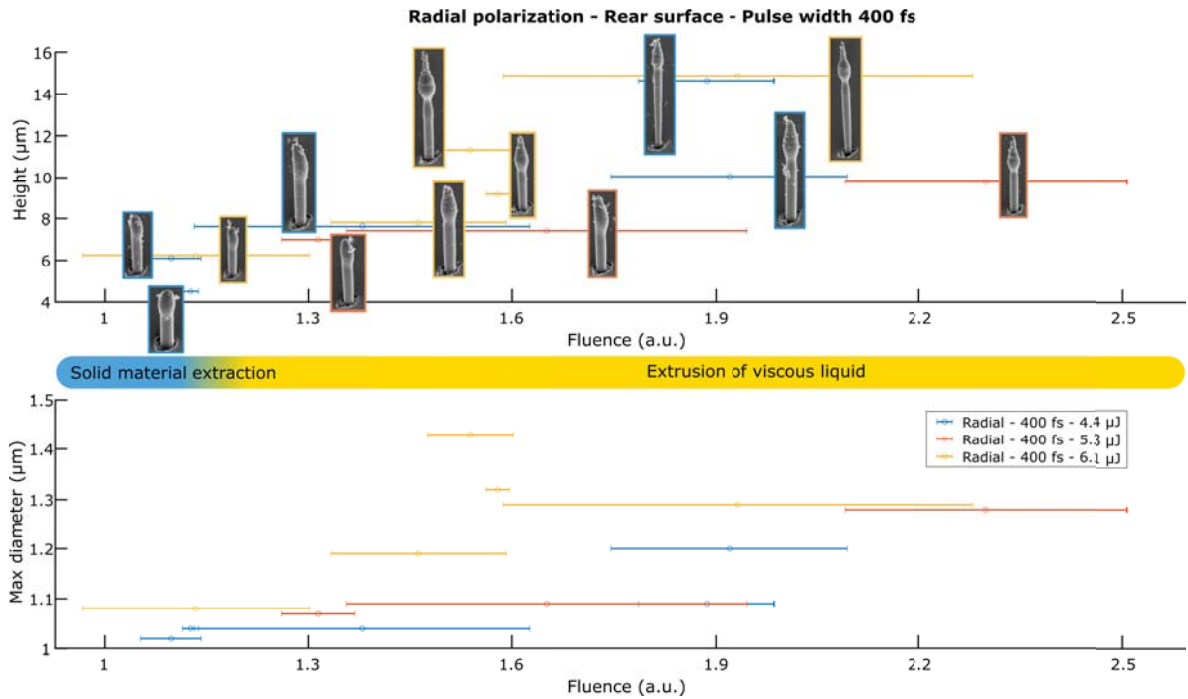 Radial polarization - Rear surface - Pulse width 400 fs
16
14
12
10
8
6
4
Height (µm)
1 1.3 1.6 1.9 2.2 2.5
Fluence (a.u.)
Solid material extraction Extrusion of viscous liquid
1.5
1.4
1.3
1.2
1.1
1
Max diameter (µm)
Radial - 400 fs - 4.4 µJ
Radial - 400 fs - 5.3 µJ
Radial - 400 fs - 6.1 µJ
1 1.3 1.6 1.9 2.2 2.5
Fluence (a.u.)